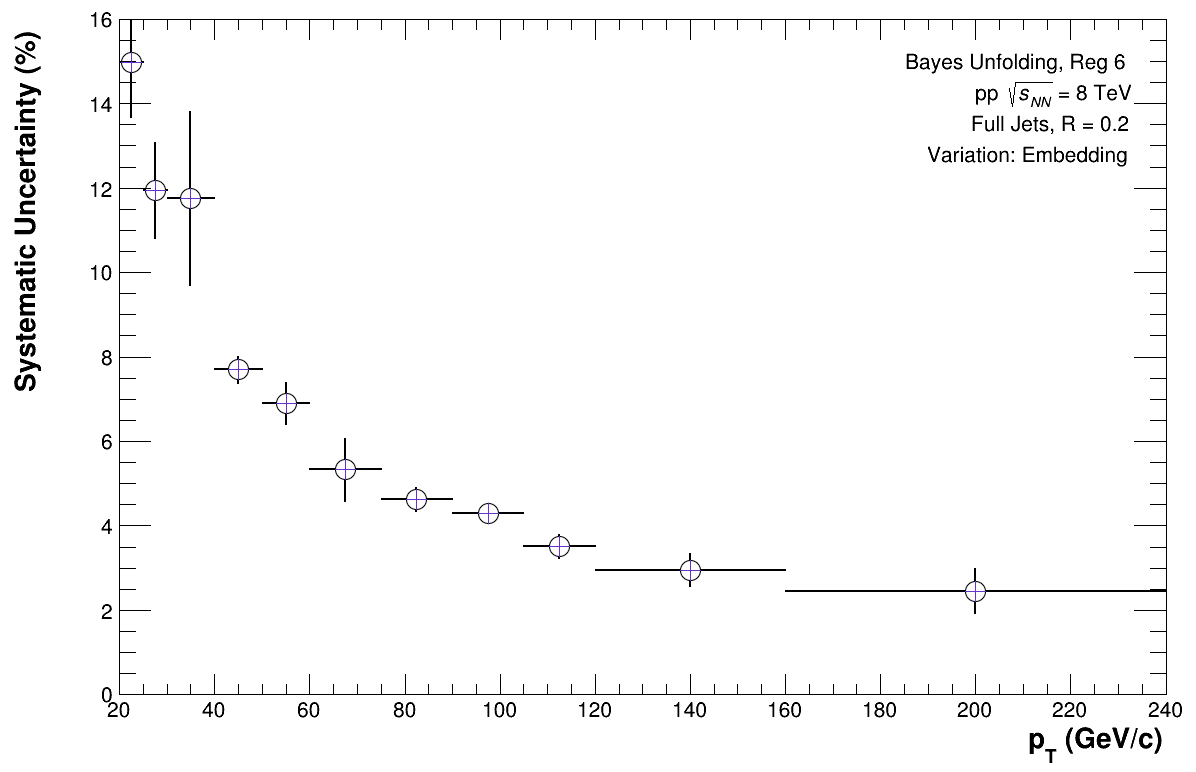 Systematic Uncertainty (%)
16
14
12
10
8
6
4
2
0
Bayes Unfolding, Reg 6
pp √s_NN = 8 TeV
Full Jets, R = 0.2
Variation: Embedding
20 40 60 80 100 120 140 160 180 200 220 240
p_T (GeV/c)